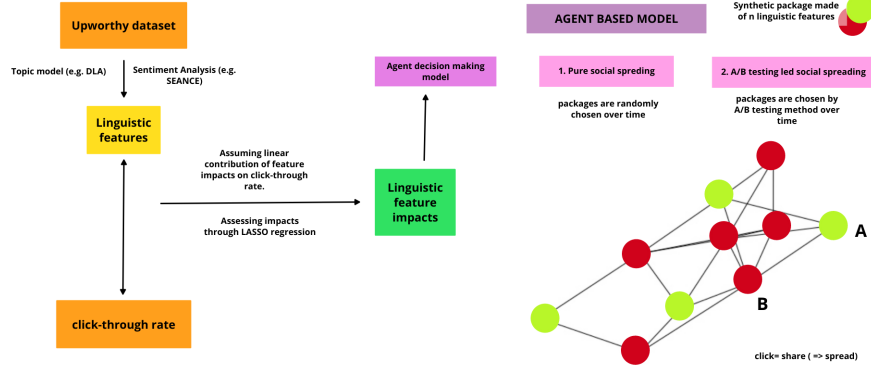 Upworthy dataset
Topic model (e.g. DLA)
Sentiment Analysis (e.g.
SEANCE)
Linguistic
features
Assuming linear
contribution of feature
impacts on click-through
rate.
Assessing impacts
through LASSO regression
click-through rate
Agent decision making
model
Linguistic
feature
impacts
AGENT BASED MODEL
Synthetic package made
of n linguistic features
1. Pure social spreding
packages are randomly
chosen over time
2. A/B testing led social spreading
packages are chosen by
A/B testing method over
time
A
B
click= share ( => spread)